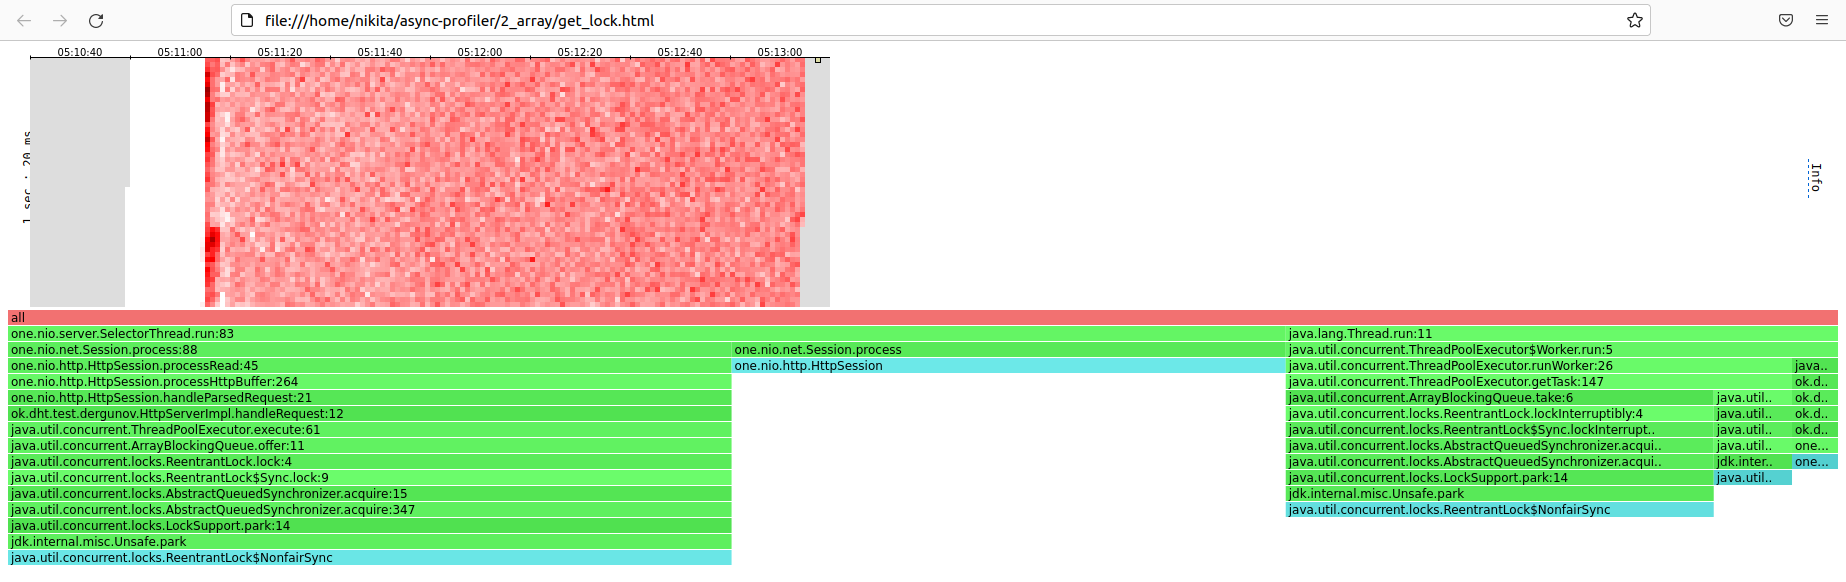 file:///home/nikita/async-profiler/2_array/get_lock.html
05:10:40 05:11:00 05:11:20 05:11:40 05:12:00 05:12:20 05:12:40 05:13:00
1 sec · 20 ms
Info
all
one.nio.server.SelectorThread.run:83 java.lang.Thread.run:11
one.nio.net.Session.process:88 one.nio.net.Session.process java.util.concurrent.ThreadPoolExecutor$Worker.run:5
one.nio.http.HttpSession.processRead:45 one.nio.http.HttpSession java.util.concurrent.ThreadPoolExecutor.runWorker:26 java..
one.nio.http.HttpSession.processHttpBuffer:264 java.util.concurrent.ThreadPoolExecutor.getTask:147 ok.d..
one.nio.http.HttpSession.handleParsedRequest:21 java.util.concurrent.ArrayBlockingQueue.take:6 java.util.. ok.d..
ok.dht.test.dergunov.HttpServerImpl.handleRequest:12 java.util.concurrent.locks.ReentrantLock.lockInterruptibly:4 java.util.. ok.d..
java.util.concurrent.ThreadPoolExecutor.execute:61 java.util.concurrent.locks.ReentrantLock$Sync.lockInterrupt.. java.util.. ok.d..
java.util.concurrent.ArrayBlockingQueue.offer:11 java.util.concurrent.locks.AbstractQueuedSynchronizer.acqui.. java.util.. one...
java.util.concurrent.locks.ReentrantLock.lock:4 java.util.concurrent.locks.AbstractQueuedSynchronizer.acqui.. jdk.inter.. one...
java.util.concurrent.locks.ReentrantLock$Sync.lock:9 java.util.concurrent.locks.LockSupport.park:14 java.util..
java.util.concurrent.locks.AbstractQueuedSynchronizer.acquire:15 jdk.internal.misc.Unsafe.park
java.util.concurrent.locks.AbstractQueuedSynchronizer.acquire:347 java.util.concurrent.locks.ReentrantLock$NonfairSync
java.util.concurrent.locks.LockSupport.park:14
jdk.internal.misc.Unsafe.park
java.util.concurrent.locks.ReentrantLock$NonfairSync